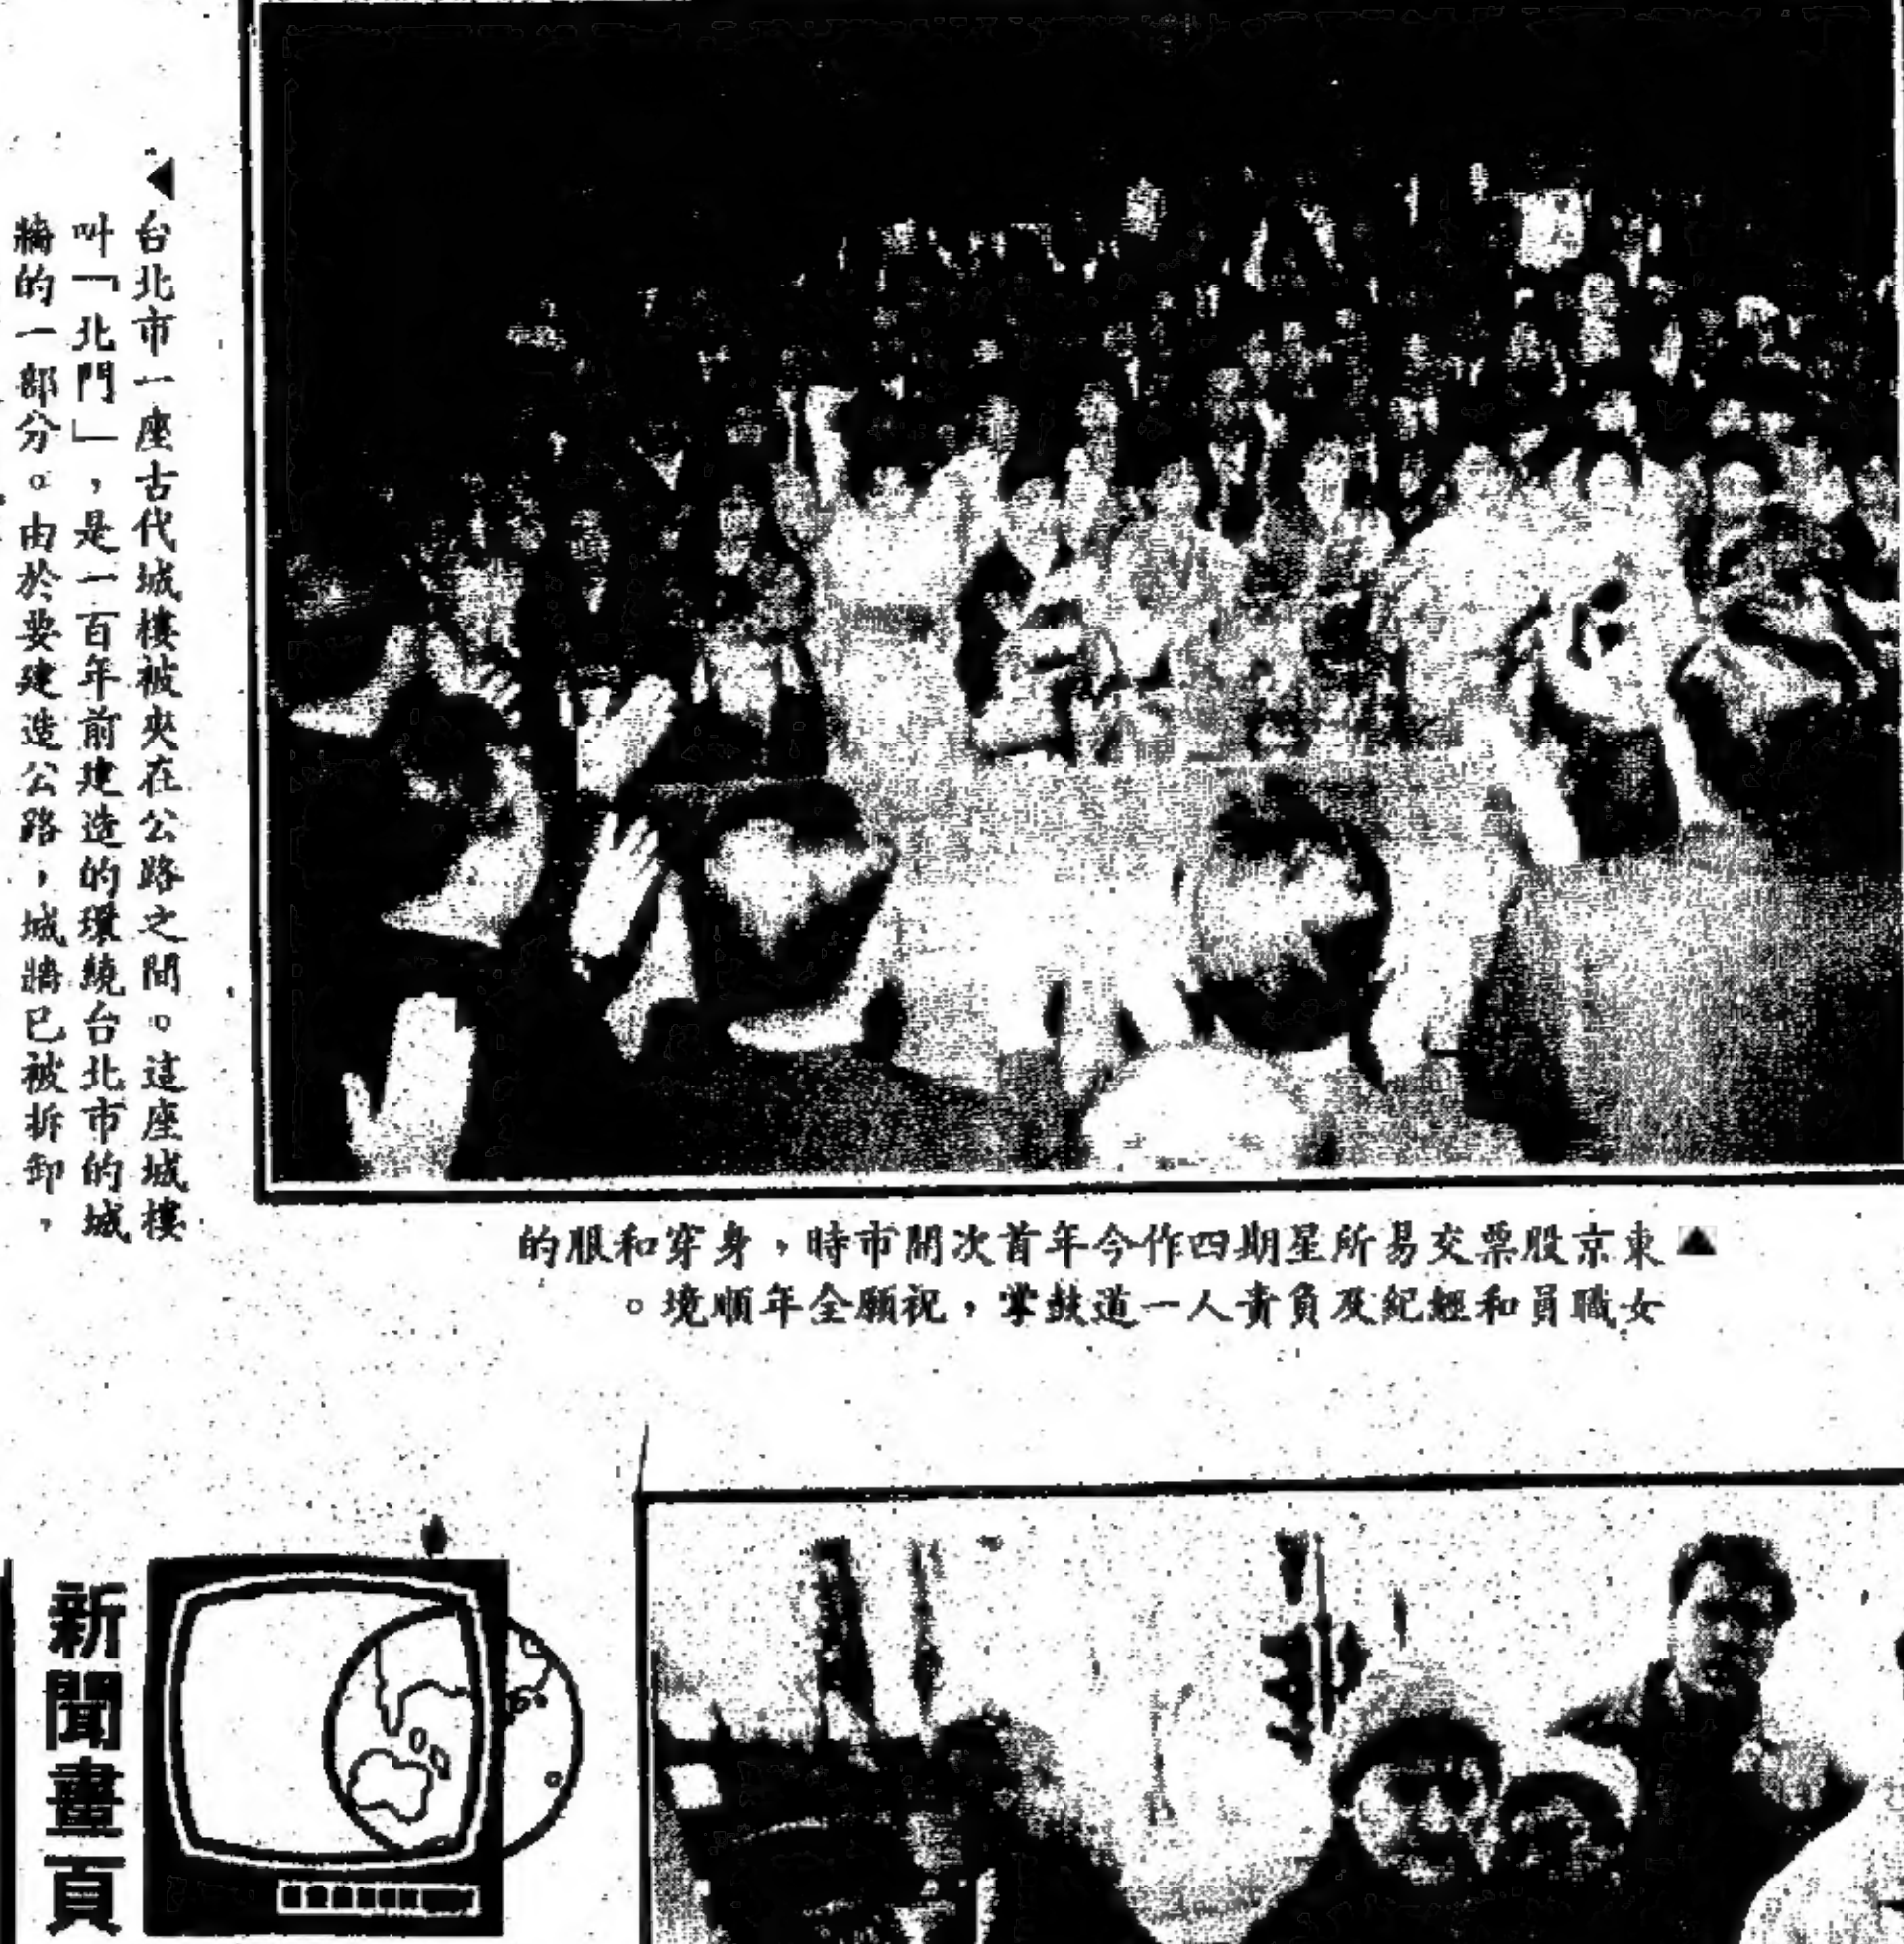 台北市一座古代城樓被夾在公路之間。這座城樓
叫「北門」，是一百年前建造的環繞台北市的城
牆的一部分。由於要建造公路，城牆已被拆卸，
▲東京股票交易所星期四作今年首次開市時，身穿和服的
女職員和經紀及負責人一道鼓掌，祝願全年順境。
新聞畫頁